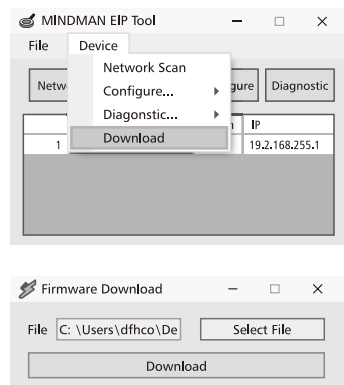 MINDMAN EIP Tool
File Device
Network Scan
Configure...
Diagonstic...
Download
Netw
gure
Diagnostic
n IP
1 19.2.168.255.1
Firmware Download
File C: \Users\dfhco\De Select File
Download